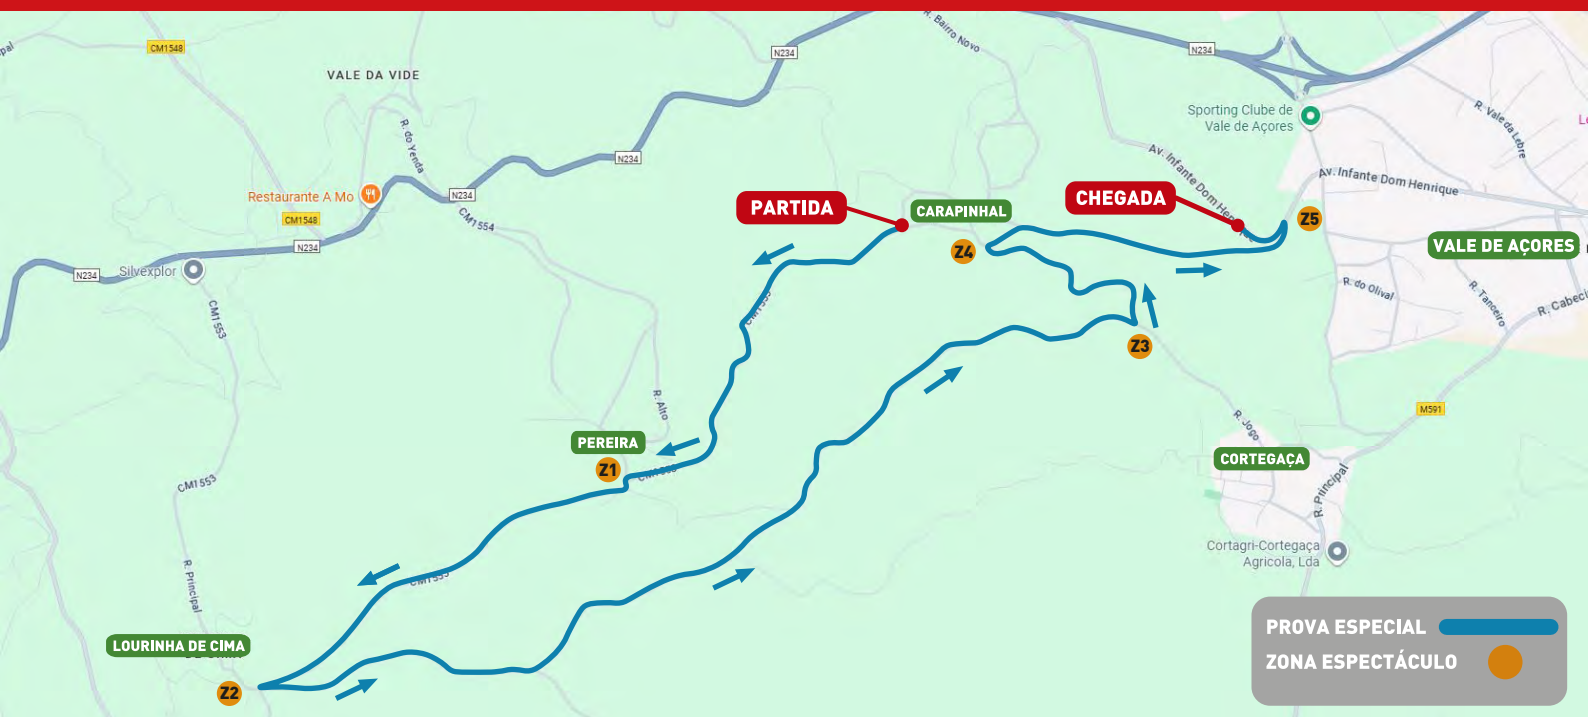 CM1548
VALE DA VIDE
N234
R. Bairro Novo
N234
Sporting Clube de
Vale de Açores
R. Vale da Lebre
R. do Yenda
N234
Restaurante A Mo
CM1548
N234
CM1554
PARTIDA
CARAPINHAL
CHEGADA
Av. Infante Dom Henrique
Z5
Av. Infante Dom Henrique
VALE DE AÇORES
N234
N234
Silvexplor
Z4
R. do Olival
R. Tanceiro
R. Cabeci
CM1553
CM1555
Z3
R. Alto
M591
R. Jogo
PEREIRA
Z1
CM1555
CORTEGAÇA
CM1553
R. Principal
Cortagri-Cortegaça
Agricola, Lda
R. Principal
CM1555
LOURINHA DE CIMA
Z2
PROVA ESPECIAL
ZONA ESPECTÁCULO